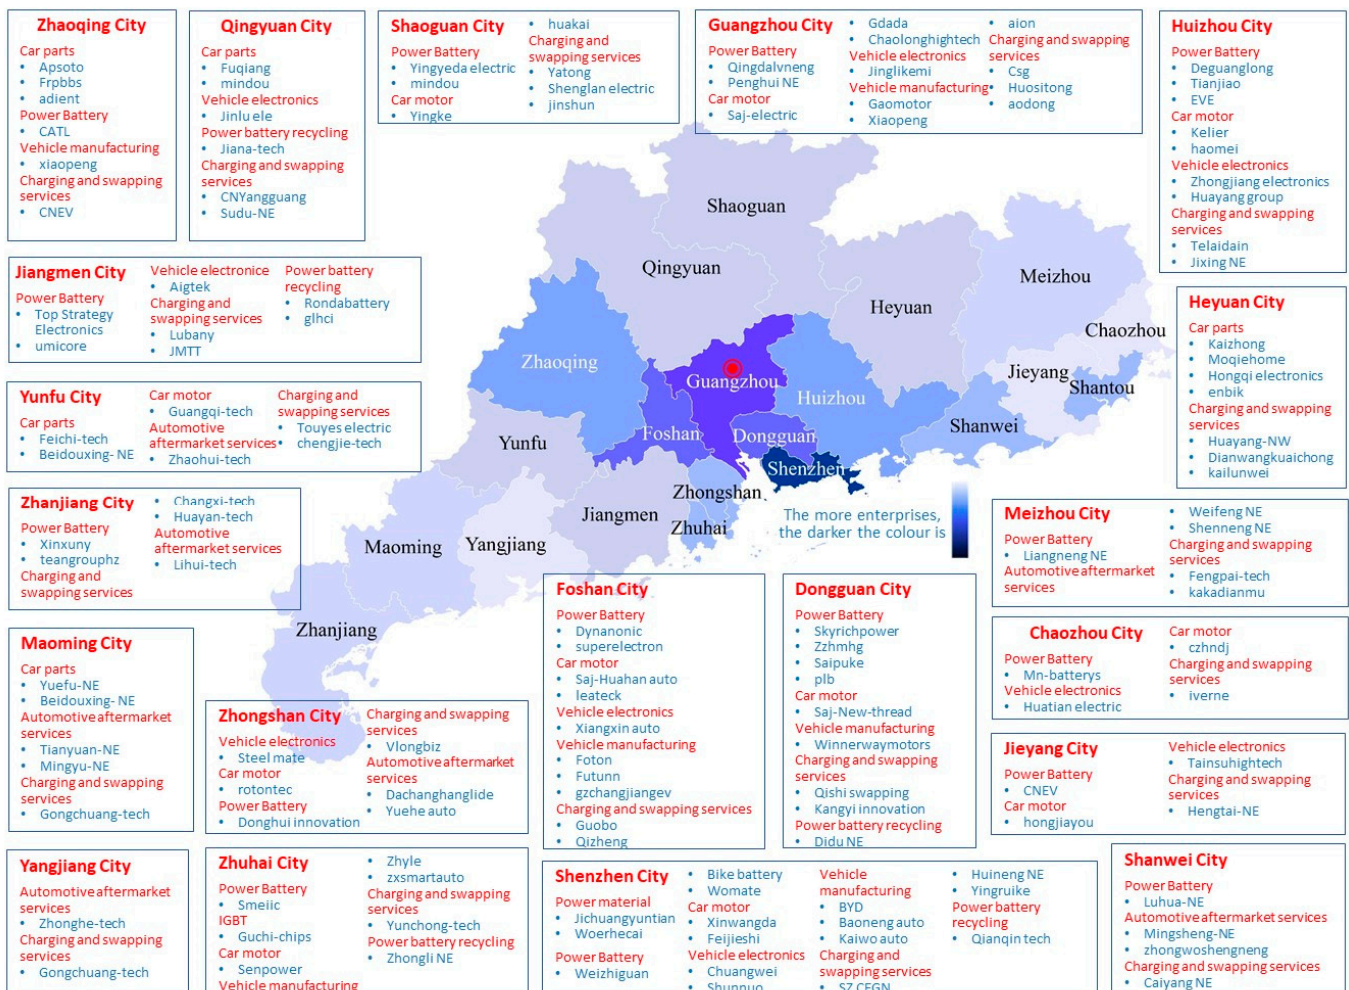 Zhaoqing City
Car parts
• Apsoto
• Frpbbs
• adient
Power Battery
• CATL
Vehicle manufacturing
• xiaopeng
Charging and swapping
services
• CNEV
Qingyuan City
Car parts
• Fuqiang
• mindou
Vehicle electronics
• Jinlu ele
Power battery recycling
• Jiana-tech
Charging and swapping
services
• CNYangguang
• Sudu-NE
Shaoguan City
Power Battery
• Yingyeda electric
• mindou
Car motor
• Yingke
• huakai
Charging and
swapping services
• Yatong
• Shenglan electric
• jinshun
Guangzhou City
Power Battery
• Qingdalvneng
• Penghui NE
Car motor
• Saj-electric
• Gdada
• Chaolonghightech
Vehicle electronics
• Jinglikemi
Vehicle manufacturing
• Gaomotor
• Xiaopeng
• aion
Charging and swapping
services
• Csg
• Huositong
• aodong
Huizhou City
Power Battery
• Deguanglong
• Tianjiao
• EVE
Car motor
• Kelier
• haomei
Vehicle electronics
• Zhongjiang electronics
• Huayang group
Charging and swapping
services
• Telaidain
• Jixing NE
Jiangmen City
Power Battery
• Top Strategy
Electronics
• umicore
Vehicle electronice
• Aigtek
Charging and
swapping services
• Lubany
• JMTT
Power battery
recycling
• Rondabattery
• glhci
Heyuan City
Car parts
• Kaizhong
• Moqiehome
• Hongqi electronics
• enbik
Charging and swapping
services
• Huayang-NW
• Dianwangkuaichong
• kailunwei
Yunfu City
Car parts
• Feichi-tech
• Beidouxing- NE
Car motor
• Guangqi-tech
Automotive
aftermarket services
• Zhaohui-tech
Charging and
swapping services
• Touyes electric
• chengjie-tech
Zhanjiang City
Power Battery
• Xinxuny
• teangrouphz
Charging and
swapping services
• Changxi-tech
• Huayan-tech
Automotive
aftermarket services
• Lihui-tech
Shaoguan
Qingyuan
Heyuan
Meizhou
Chaozhou
Zhaoqing
Guangzhou
Jieyang
Shantou
Huizhou
Shanwei
Yunfu
Foshan
Dongguan
Shenzhen
Zhongshan
Jiangmen
Zhuhai
Maoming
Yangjiang
Zhanjiang
The more enterprises,
the darker the colour is
Meizhou City
Power Battery
• Liangneng NE
Automotive aftermarket
services
• Weifeng NE
• Shenneng NE
Charging and swapping
services
• Fengpai-tech
• kakadianmu
Maoming City
Car parts
• Yuefu-NE
• Beidouxing- NE
Automotive aftermarket
services
• Tianyuan-NE
• Mingyu-NE
Charging and swapping
services
• Gongchuang-tech
Zhongshan City
Vehicle electronics
• Steel mate
Car motor
• rotontec
Power Battery
• Donghui innovation
Charging and swapping
services
• Vlongbiz
Automotive aftermarket
services
• Dachanghanglide
• Yuehe auto
Foshan City
Power Battery
• Dynanonic
• superelectron
Car motor
• Saj-Huahan auto
• leateck
Vehicle electronics
• Xiangxin auto
Vehicle manufacturing
• Foton
• Futunn
• gzchangjiangev
Charging and swapping services
• Guobo
• Qizheng
Dongguan City
Power Battery
• Skyrichpower
• Zzhmhg
• Saipuke
• plb
Car motor
• Saj-New-thread
Vehicle manufacturing
• Winnerwaymotors
Charging and swapping
services
• Qishi swapping
• Kangyi innovation
Power battery recycling
• Didu NE
Chaozhou City
Power Battery
• Mn-batterys
Vehicle electronics
• Huatian electric
Car motor
• czhndj
Charging and swapping
services
• iverne
Jieyang City
Power Battery
• CNEV
Car motor
• hongjiayou
Vehicle electronics
• Tainsuhightech
Charging and swapping
services
• Hengtai-NE
Yangjiang City
Automotive aftermarket
services
• Zhonghe-tech
Charging and swapping
services
• Gongchuang-tech
Zhuhai City
Power Battery
• Smeiic
IGBT
• Guchi-chips
Car motor
• Senpower
Vehicle manufacturing
• Zhyle
• zxsmartauto
Charging and swapping
services
• Yunchong-tech
Power battery recycling
• Zhongli NE
Shenzhen City
Power material
• Jichuangyuntian
• Woerhecai
Power Battery
• Weizhiguan
• Bike battery
• Womate
Car motor
• Xinwangda
• Feijieshi
Vehicle electronics
• Chuangwei
• Shunnuo
Vehicle
manufacturing
• BYD
• Baoneng auto
• Kaiwo auto
Charging and
swapping services
• SZ CEGN
• Huineng NE
• Yingruike
Power battery
recycling
• Qianqin tech
Shanwei City
Power Battery
• Luhua-NE
Automotive aftermarket services
• Mingsheng-NE
• zhongwoshengneng
Charging and swapping services
• Caiyang NE